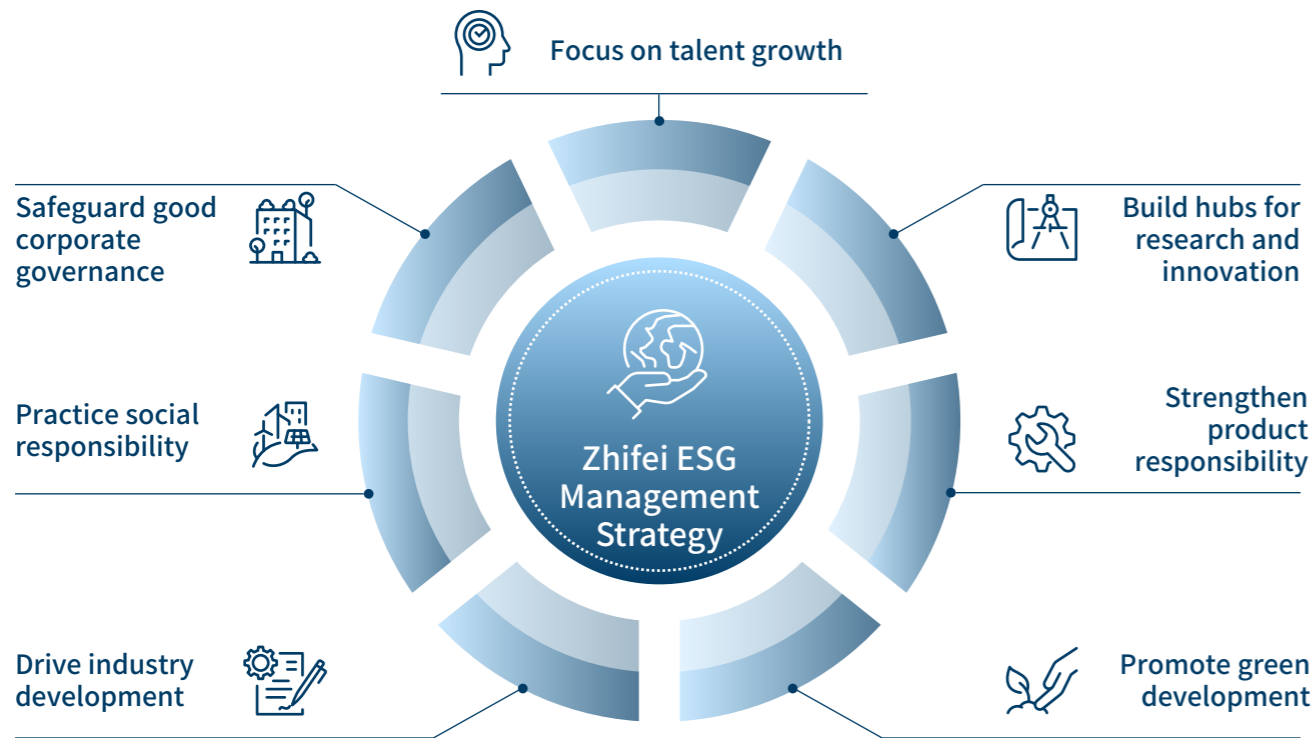 Focus on talent growth
Safeguard good
corporate
governance
Build hubs for
research and
innovation
Practice social
responsibility
Strengthen
product
responsibility
Zhifei ESG
Management
Strategy
Drive industry
development
Promote green
development